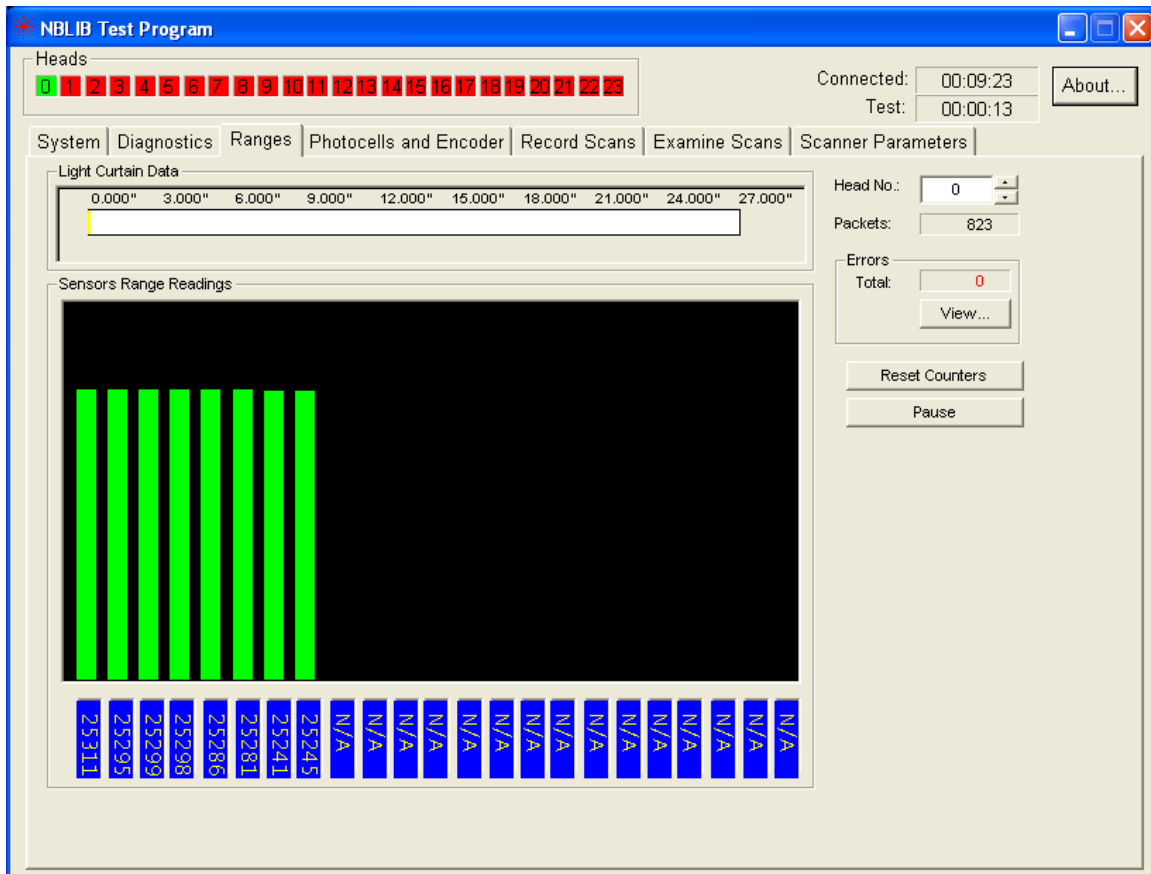 NBLIB Test Program
Heads
0 1 2 3 4 5 6 7 8 9 10 11 12 13 14 15 16 17 18 19 20 21 22 23
Connected: 00:09:23
Test: 00:00:13
About...
System Diagnostics Ranges Photocells and Encoder Record Scans Examine Scans Scanner Parameters
Light Curtain Data
0.000" 3.000" 6.000" 9.000" 12.000" 15.000" 18.000" 21.000" 24.000" 27.000"
Head No.: 0
Packets: 823
Errors
Total: 0
View...
Reset Counters
Pause
Sensors Range Readings
25311 25295 25299 25298 25286 25281 25241 25245 N/A N/A N/A N/A N/A N/A N/A N/A N/A N/A N/A N/A N/A N/A N/A